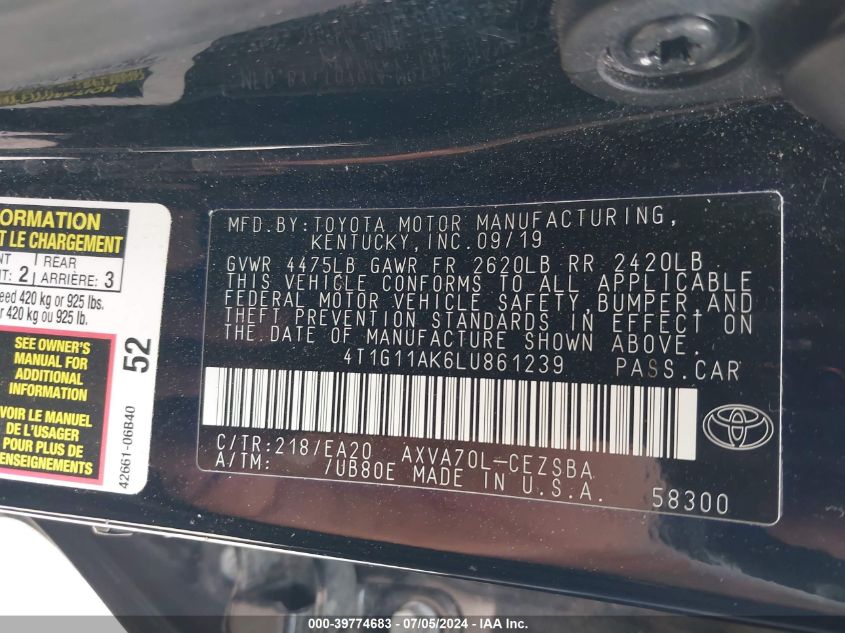 ORMATION
T LE CHARGEMENT
NT REAR
NT: 2 ARRIÈRE: 3
eed 420 kg or 925 lbs.
r 420 kg ou 925 lb.
SEE OWNER'S
MANUAL FOR
ADDITIONAL
INFORMATION
VOIR LE MANUEL
DE L'USAGER
POUR PLUS DE
RENSEIGNEMENTS
52
42661-06B40
MFD.BY:TOYOTA MOTOR MANUFACTURING,
KENTUCKY,INC.09/19
GVWR 4475LB GAWR FR 2620LB RR 2420LB
THIS VEHICLE CONFORMS TO ALL APPLICABLE
FEDERAL MOTOR VEHICLE SAFETY,BUMPER,AND
THEFT PREVENTION STANDARDS IN EFFECT ON
THE DATE OF MANUFACTURE SHOWN ABOVE.
4T1G11AK6LU861239 PASS.CAR
C/TR:218/EA20 AXVA70L-CEZSBA
A/TM: /UB80E MADE IN U.S.A.
58300
000-39774683 - 07/05/2024 - IAA Inc.